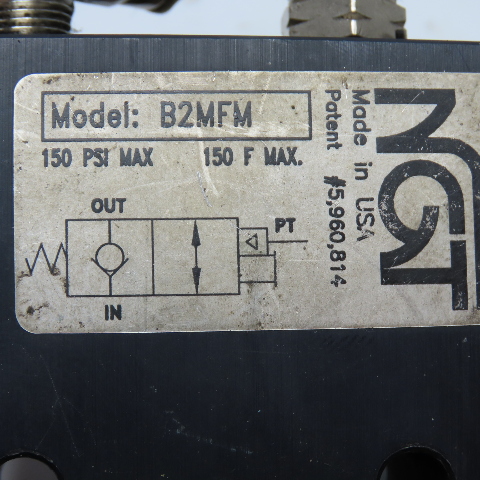 Model: B2MFM
150 PSI MAX 150 F MAX.
OUT
PT
IN
Made in USA
Patent #5,960,814
NGT